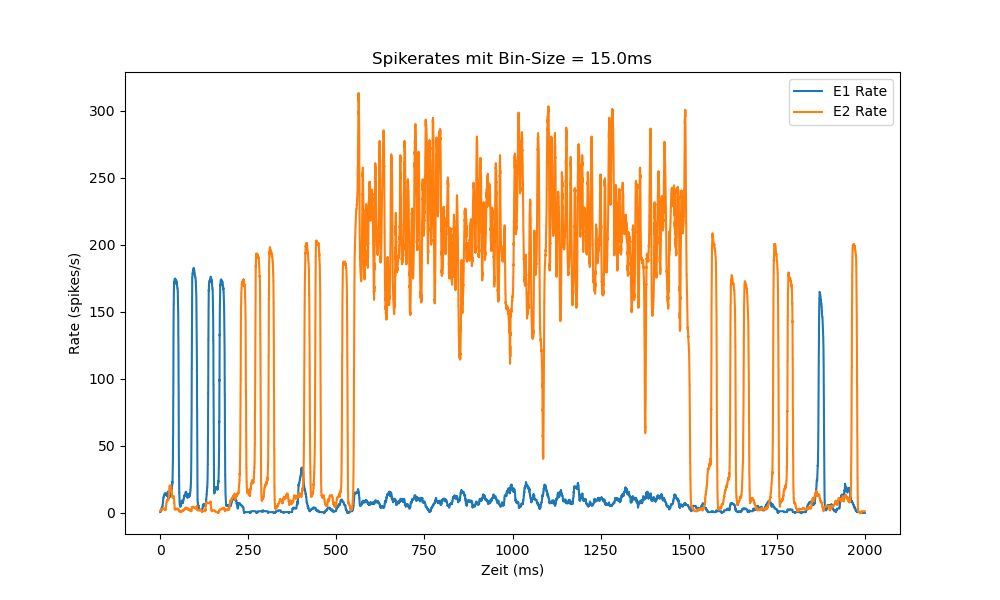 Spikerates mit Bin-Size = 15.0ms
E1 Rate
E2 Rate
Rate (spikes/s)
300
250
200
150
100
50
0
0 250 500 750 1000 1250 1500 1750 2000
Zeit (ms)